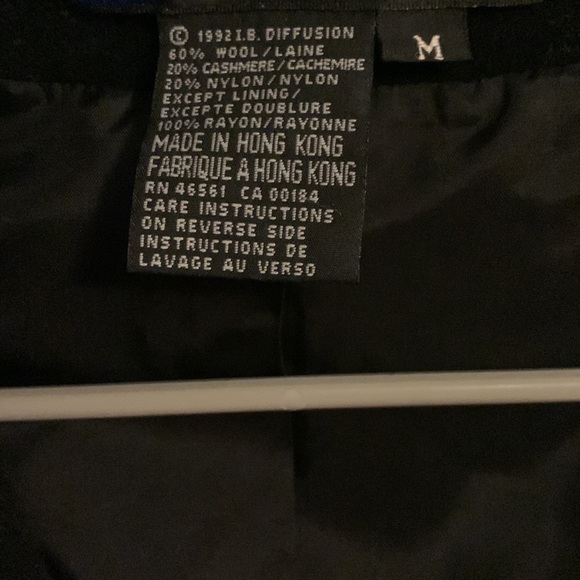 © 1992 I.B. DIFFUSION
60% WOOL/LAINE
20% CASHMERE/CACHEMIRE
20% NYLON/NYLON
EXCEPT LINING/
EXCEPTE DOUBLURE
100% RAYON/RAYONNE
MADE IN HONG KONG
FABRIQUE A HONG KONG
RN 46561 CA 00184
CARE INSTRUCTIONS
ON REVERSE SIDE
INSTRUCTIONS DE
LAVAGE AU VERSO
M